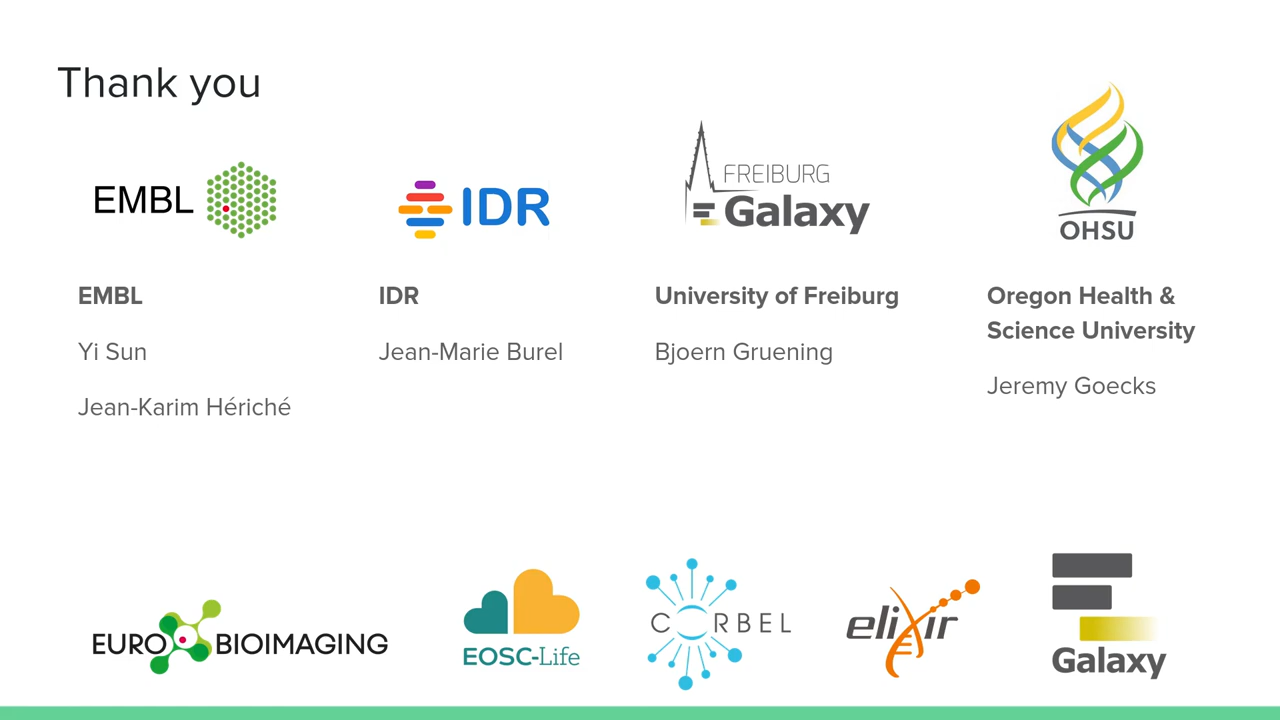 Thank you
EMBL
IDR
FREIBURG
Galaxy
OHSU
EMBL
Yi Sun
Jean-Karim Hériché
IDR
Jean-Marie Burel
University of Freiburg
Bjoern Gruening
Oregon Health &
Science University
Jeremy Goecks
EURO BIOIMAGING
EOSC-Life
CORBEL
elixir
Galaxy